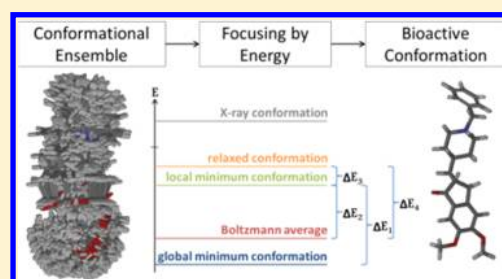 Conformational
Ensemble
Focusing by
Energy
Bioactive
Conformation
E
X-ray conformation
relaxed conformation
local minimum conformation
Boltzmann average
global minimum conformation
ΔE₃
ΔE₂
ΔE₁
ΔE₄